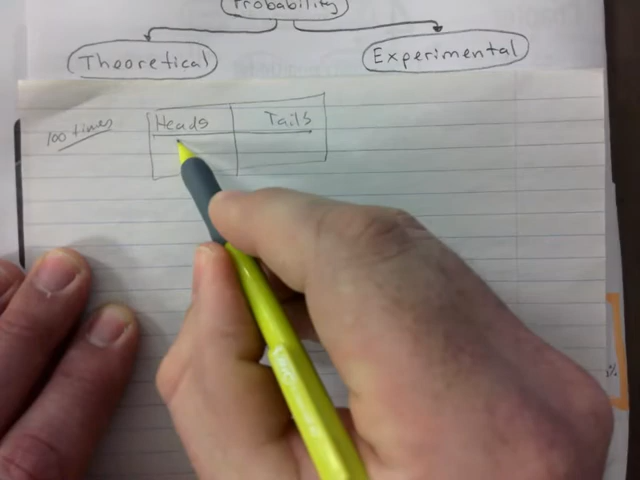 Probability
Theoretical
Experimental
100 times
Heads
Tails